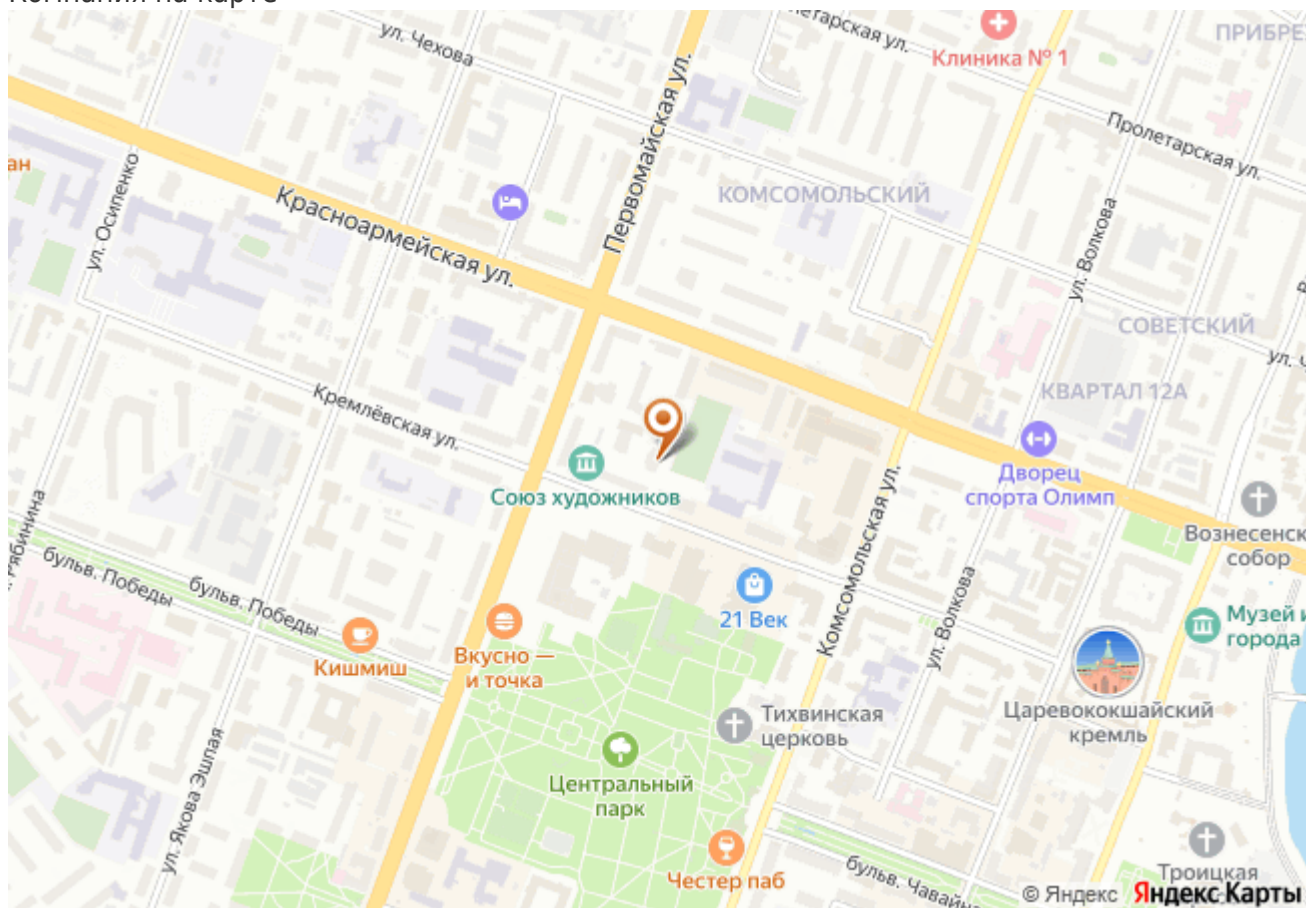 ул. Чехова
Клиника № 1
ПРИБРЕ
Пролетарская ул.
Первомайская ул.
КОМСОМОЛЬСКИЙ
ан
ул. Осипенко
Красноармейская ул.
ул. Волкова
СОВЕТСКИЙ
КВАРТАЛ 12А
Кремлёвская ул.
Дворец
спорта Олимп
Союз художников
Комсомольская ул.
Вознесенск
собор
бульв. Победы
бульв. Победы
21 Век
ул. Волкова
Музей и
города
Кишмиш
Вкусно —
и точка
Тихвинская
церковь
Царевококшайский
кремль
Центральный
парк
ул. Якова Эшпая
Честер паб
бульв. Чавайн
Троицкая
© Яндекс Яндекс Карты